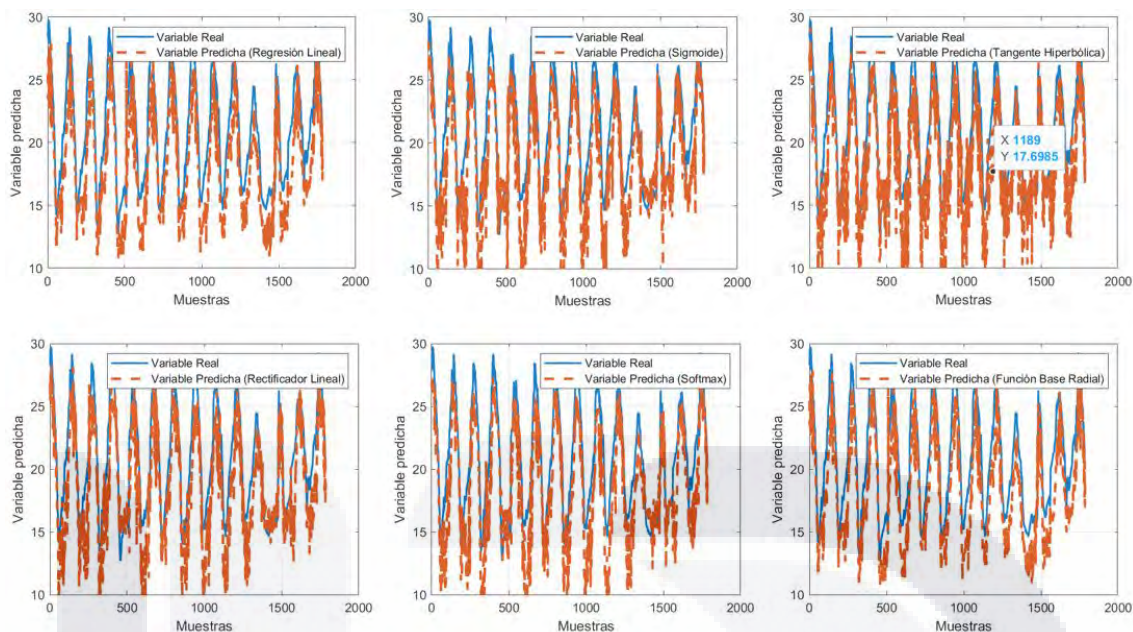 30
25
20
15
10
Variable predicha
Variable Real
Variable Predicha (Regresión Lineal)
0
500
1000
1500
2000
Muestras
30
25
20
15
10
Variable predicha
Variable Real
Variable Predicha (Sigmoide)
0
500
1000
1500
2000
Muestras
30
25
20
15
10
Variable predicha
Variable Real
Variable Predicha (Tangente Hiperbólica)
X 1189
Y 17.6985
0
500
1000
1500
2000
Muestras
30
25
20
15
10
Variable predicha
Variable Real
Variable Predicha (Rectificador Lineal)
0
500
1000
1500
2000
Muestras
30
25
20
15
10
Variable predicha
Variable Real
Variable Predicha (Softmax)
0
500
1000
1500
2000
Muestras
30
25
20
15
10
Variable predicha
Variable Real
Variable Predicha (Función Base Radial)
0
500
1000
1500
2000
Muestras